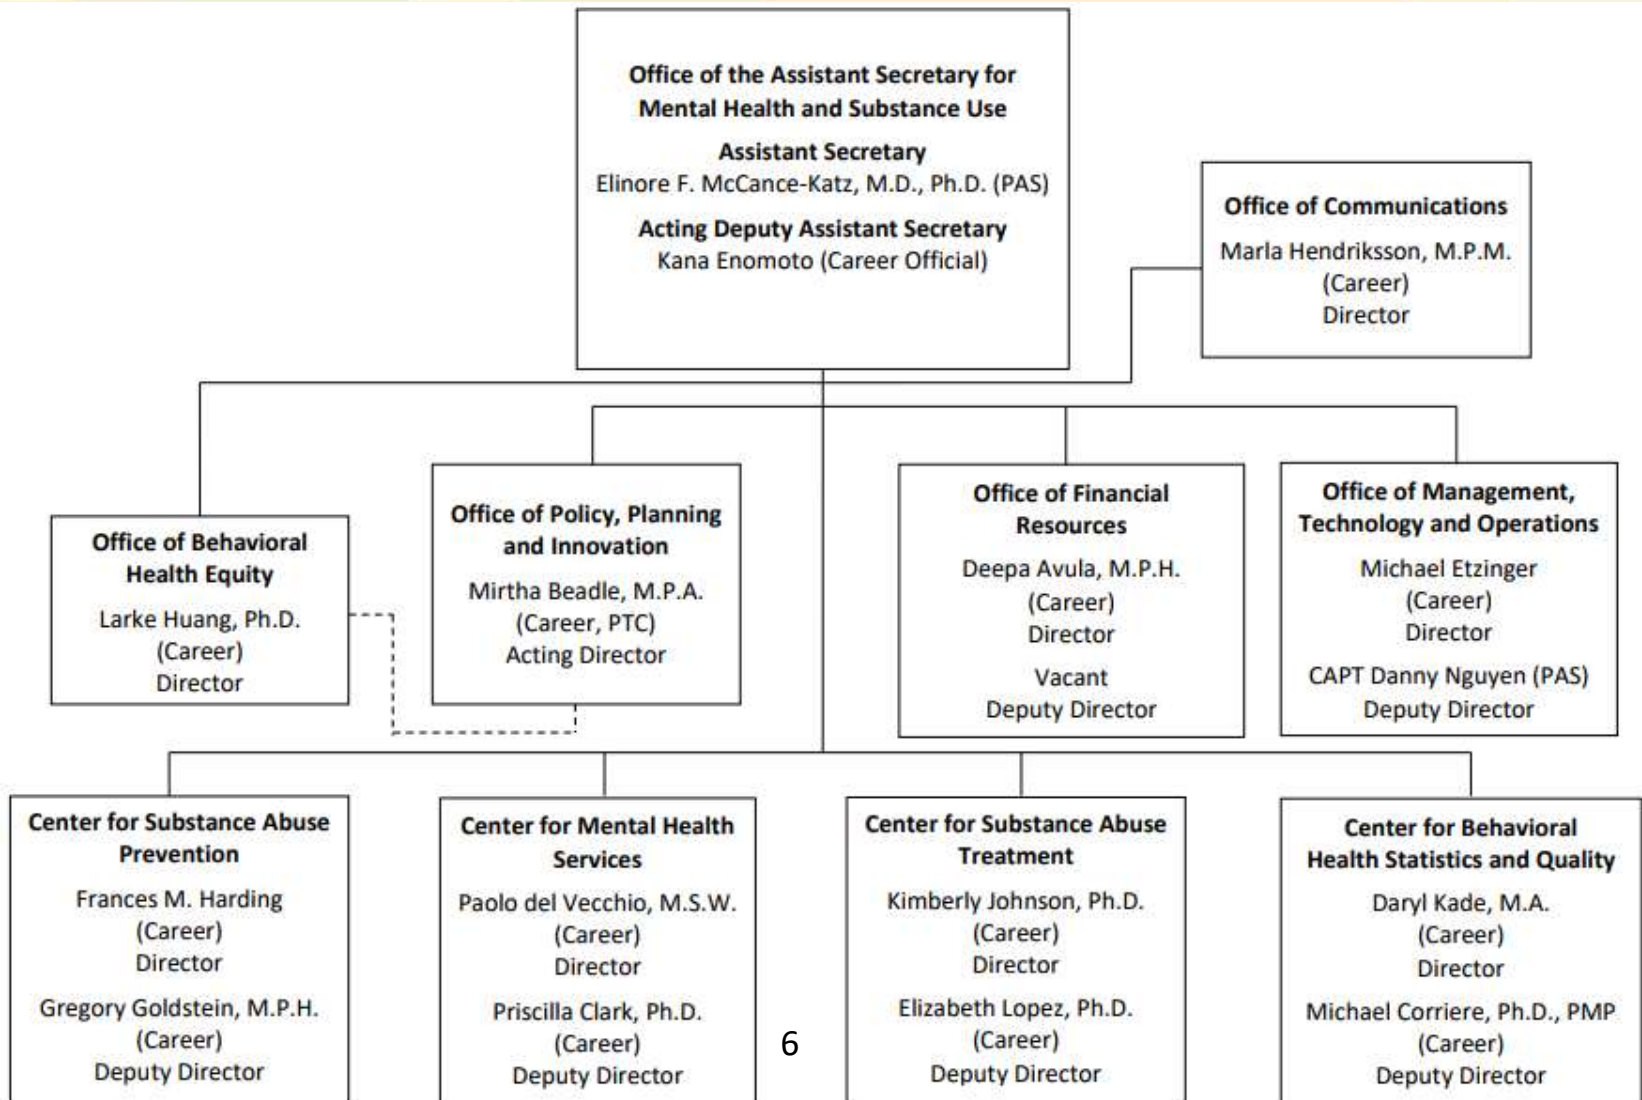 Office of the Assistant Secretary for
Mental Health and Substance Use
Assistant Secretary
Elinore F. McCance-Katz, M.D., Ph.D. (PAS)
Acting Deputy Assistant Secretary
Kana Enomoto (Career Official)
Office of Communications
Marla Hendriksson, M.P.M.
(Career)
Director
Office of Behavioral
Health Equity
Larke Huang, Ph.D.
(Career)
Director
Office of Policy, Planning
and Innovation
Mirtha Beadle, M.P.A.
(Career, PTC)
Acting Director
Office of Financial
Resources
Deepa Avula, M.P.H.
(Career)
Director
Vacant
Deputy Director
Office of Management,
Technology and Operations
Michael Etzinger
(Career)
Director
CAPT Danny Nguyen (PAS)
Deputy Director
Center for Substance Abuse
Prevention
Frances M. Harding
(Career)
Director
Gregory Goldstein, M.P.H.
(Career)
Deputy Director
Center for Mental Health
Services
Paolo del Vecchio, M.S.W.
(Career)
Director
Priscilla Clark, Ph.D.
(Career)
Deputy Director
6
Center for Substance Abuse
Treatment
Kimberly Johnson, Ph.D.
(Career)
Director
Elizabeth Lopez, Ph.D.
(Career)
Deputy Director
Center for Behavioral
Health Statistics and Quality
Daryl Kade, M.A.
(Career)
Director
Michael Corriere, Ph.D., PMP
(Career)
Deputy Director